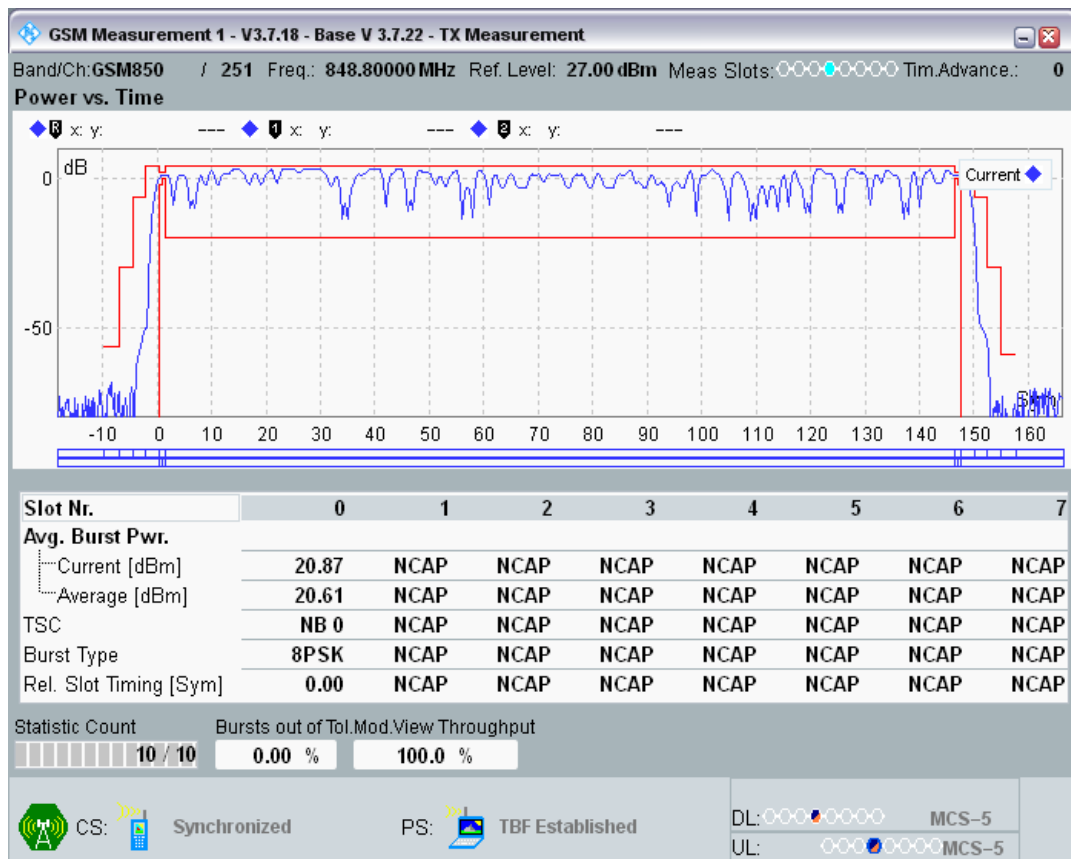 GSM Measurement 1 - V3.7.18 - Base V 3.7.22 - TX Measurement
Band/Ch:GSM850 / 251 Freq.: 848.80000 MHz Ref. Level: 27.00 dBm Meas Slots: Tim.Advance.: 0
Power vs. Time
R x: y: --- 1 x: y: --- 2 x: y: ---
dB
0
Current
-50
-10 0 10 20 30 40 50 60 70 80 90 100 110 120 130 140 150 160
Slot Nr. 0 1 2 3 4 5 6 7
Avg. Burst Pwr.
Current [dBm] 20.87 NCAP NCAP NCAP NCAP NCAP NCAP NCAP
Average [dBm] 20.61 NCAP NCAP NCAP NCAP NCAP NCAP NCAP
TSC NB 0 NCAP NCAP NCAP NCAP NCAP NCAP NCAP
Burst Type 8PSK NCAP NCAP NCAP NCAP NCAP NCAP NCAP
Rel. Slot Timing [Sym] 0.00 NCAP NCAP NCAP NCAP NCAP NCAP NCAP
Statistic Count Bursts out of Tol.Mod.View Throughput
10 / 10 0.00 % 100.0 %
CS: Synchronized PS: TBF Established
DL: MCS-5
UL: MCS-5